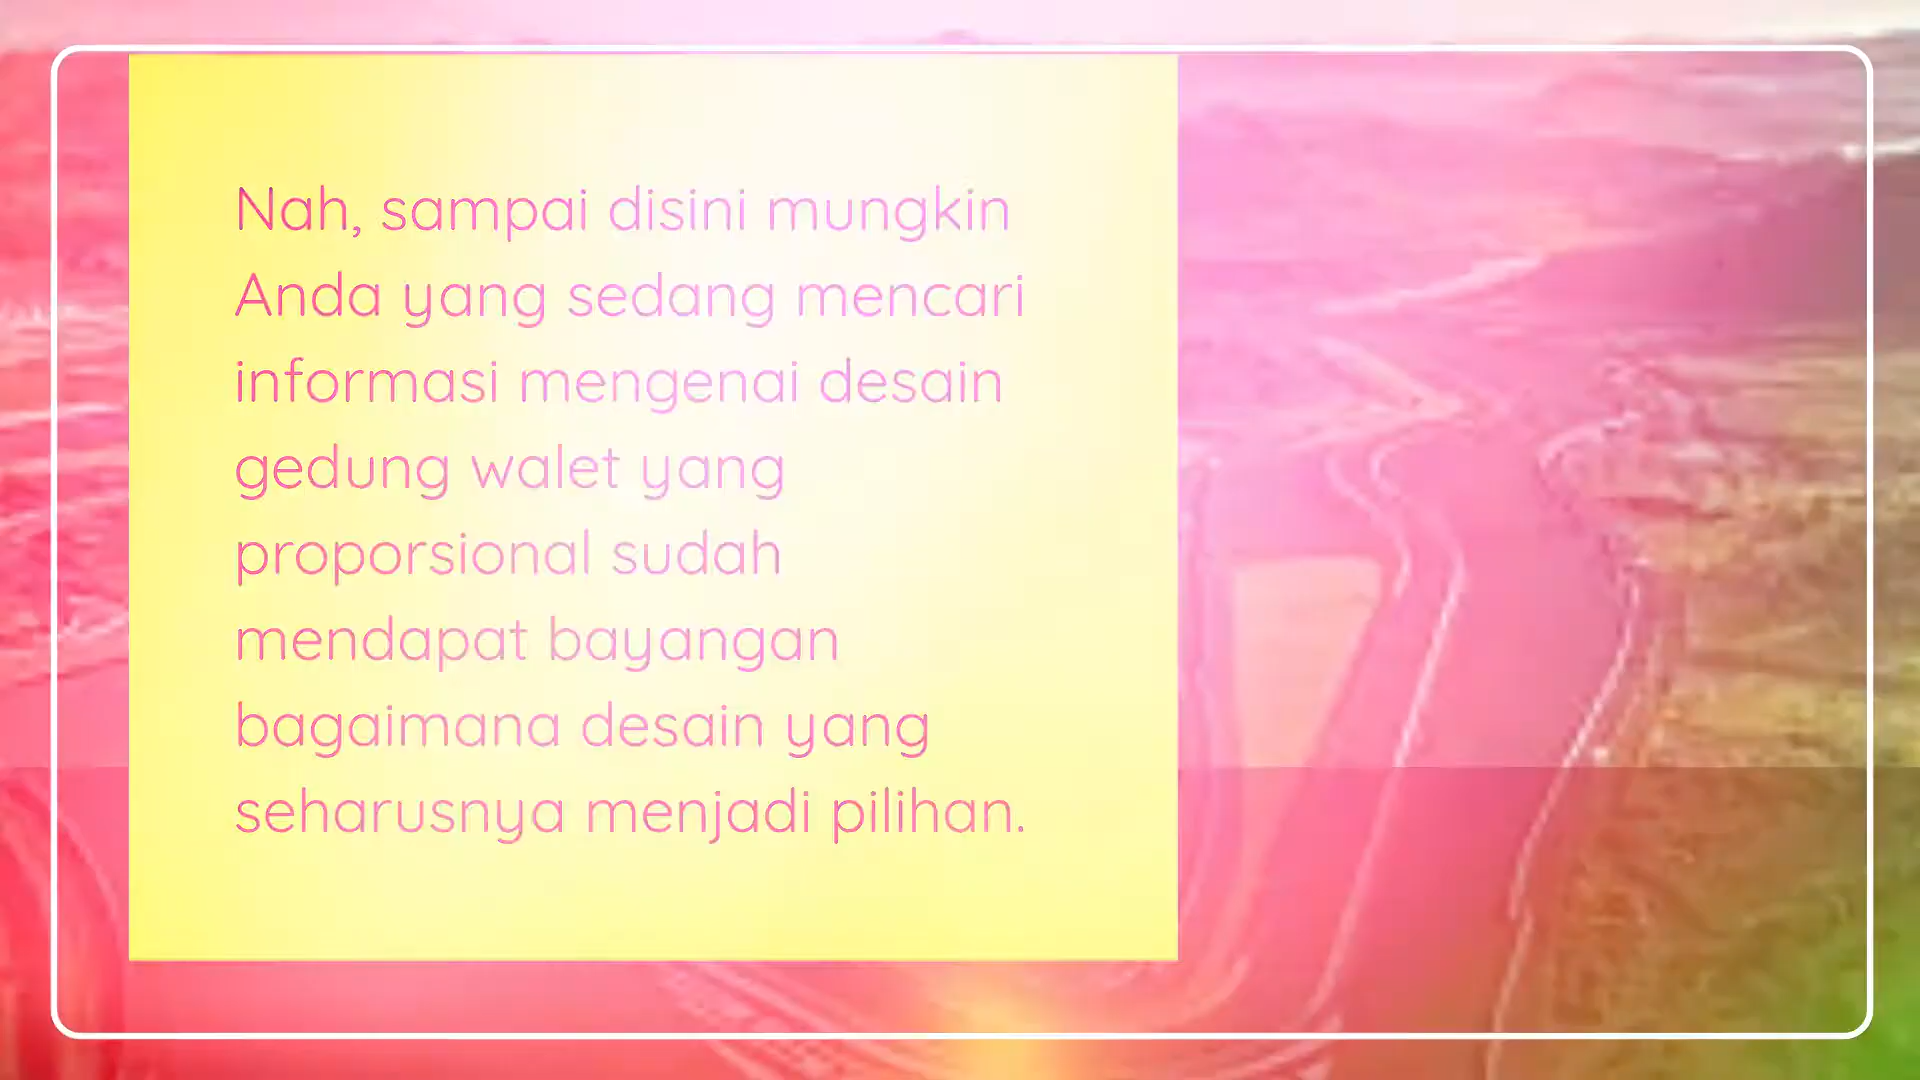 Nah, sampai disini mungkin
Anda yang sedang mencari
informasi mengenai desain
gedung walet yang
proporsional sudah
mendapat bayangan
bagaimana desain yang
seharusnya menjadi pilihan.